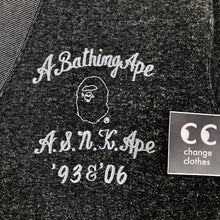 A Bathing Ape
A.S.N.K. Ape
'93 & '06
CC
change
clothes